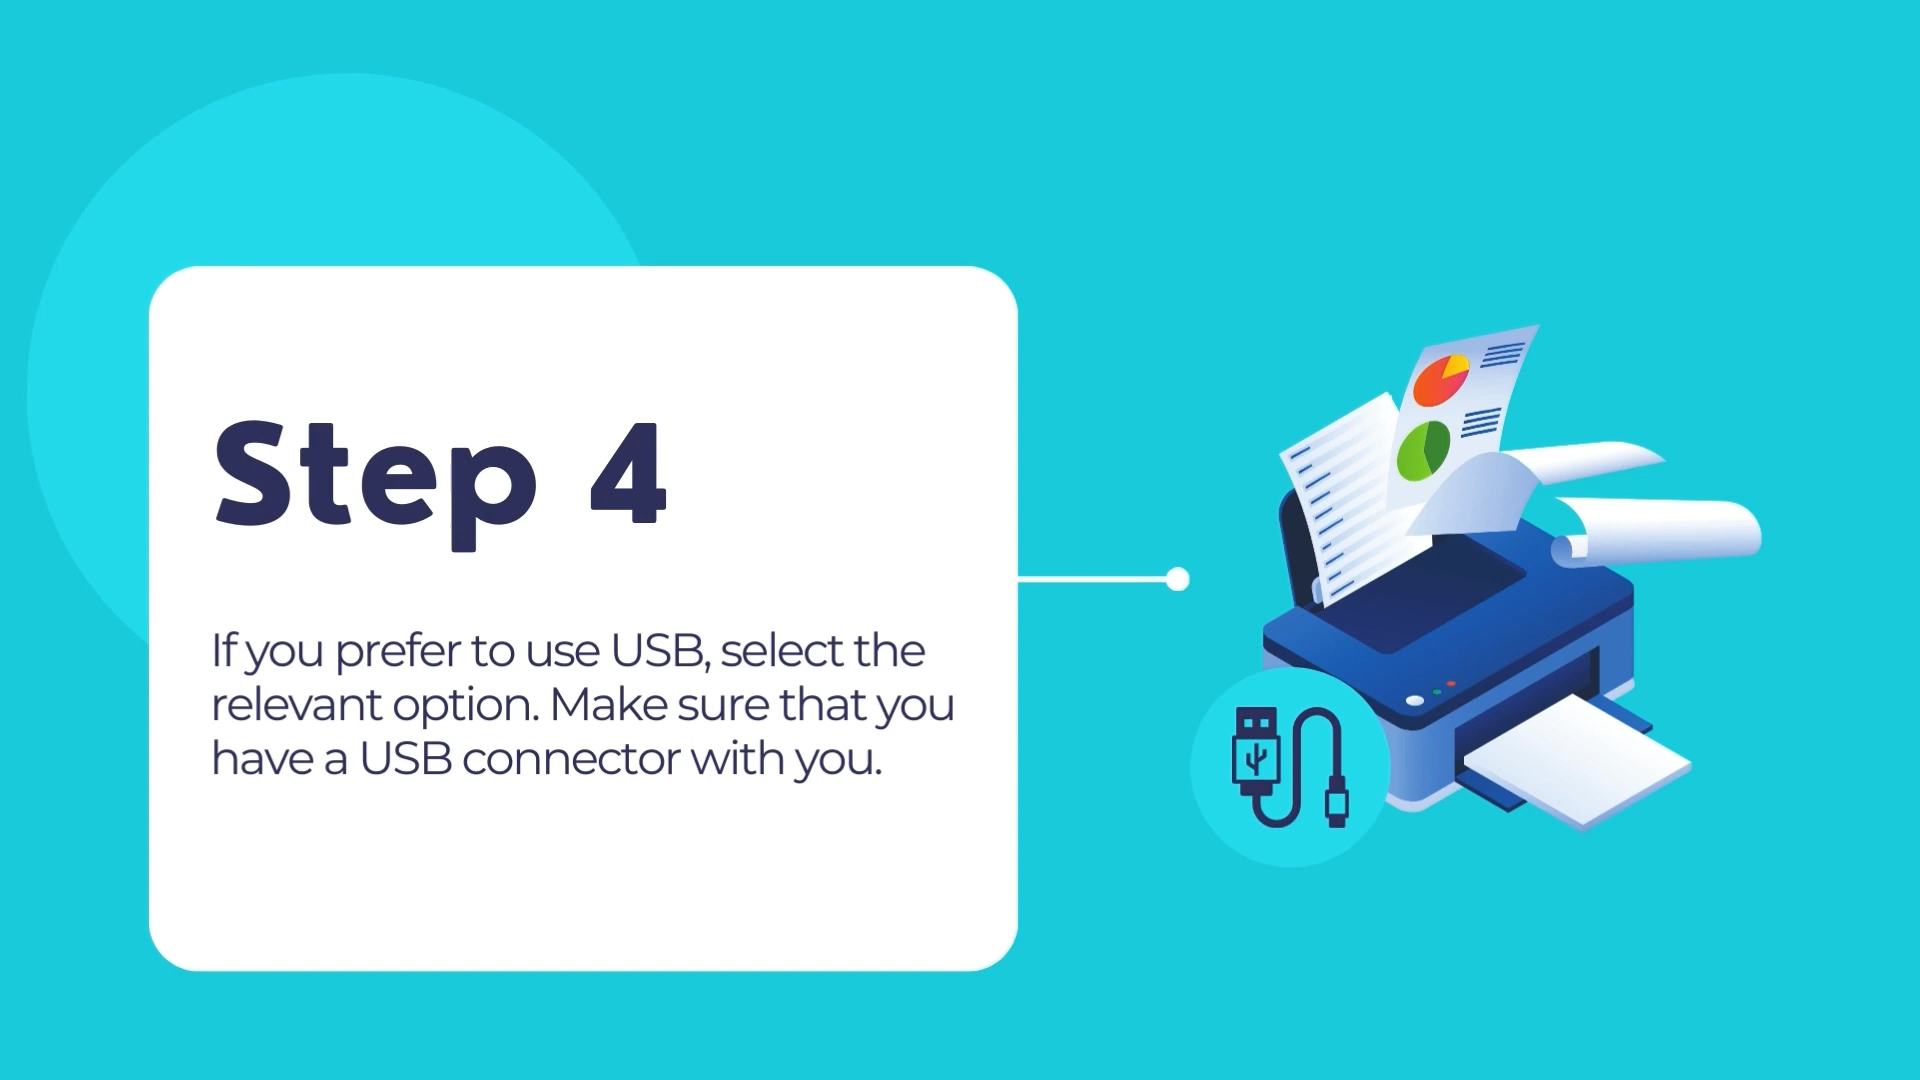 Step 4
If you prefer to use USB, select the
relevant option. Make sure that you
have a USB connector with you.